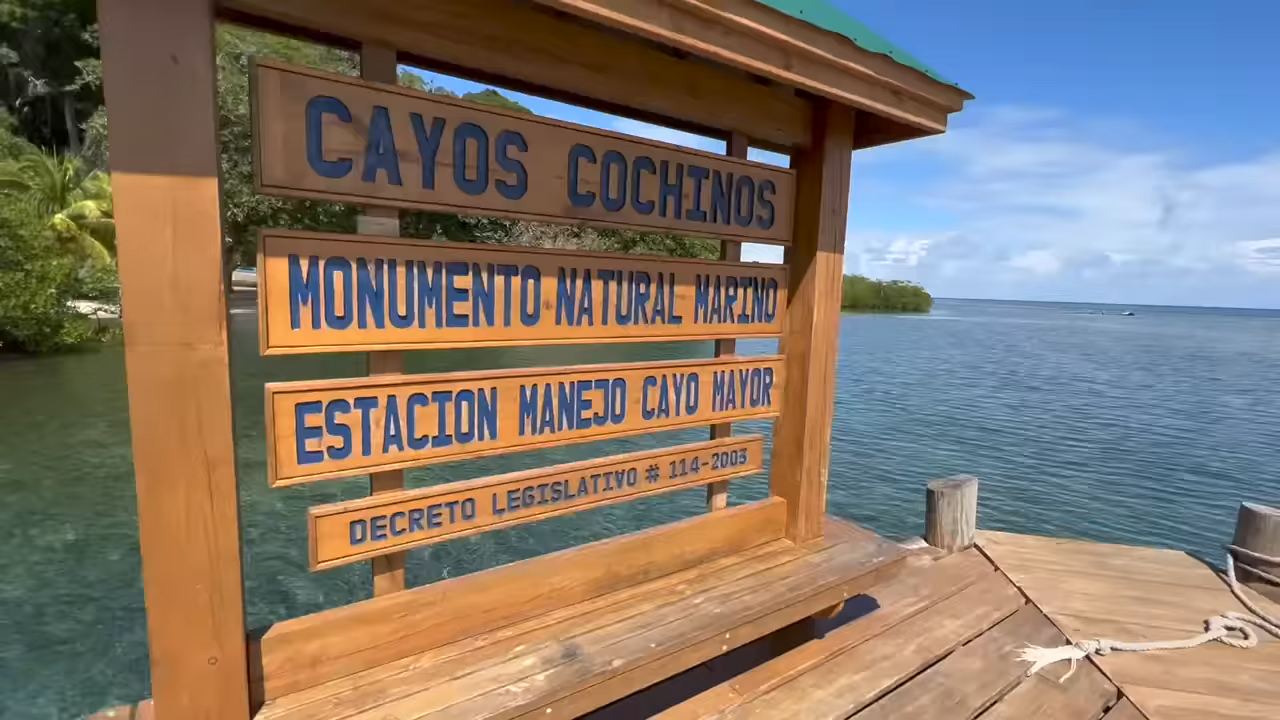 CAYOS COCHINOS
MONUMENTO NATURAL MARINO
ESTACION MANEJO CAYO MAYOR
DECRETO LEGISLATIVO # 114-2003